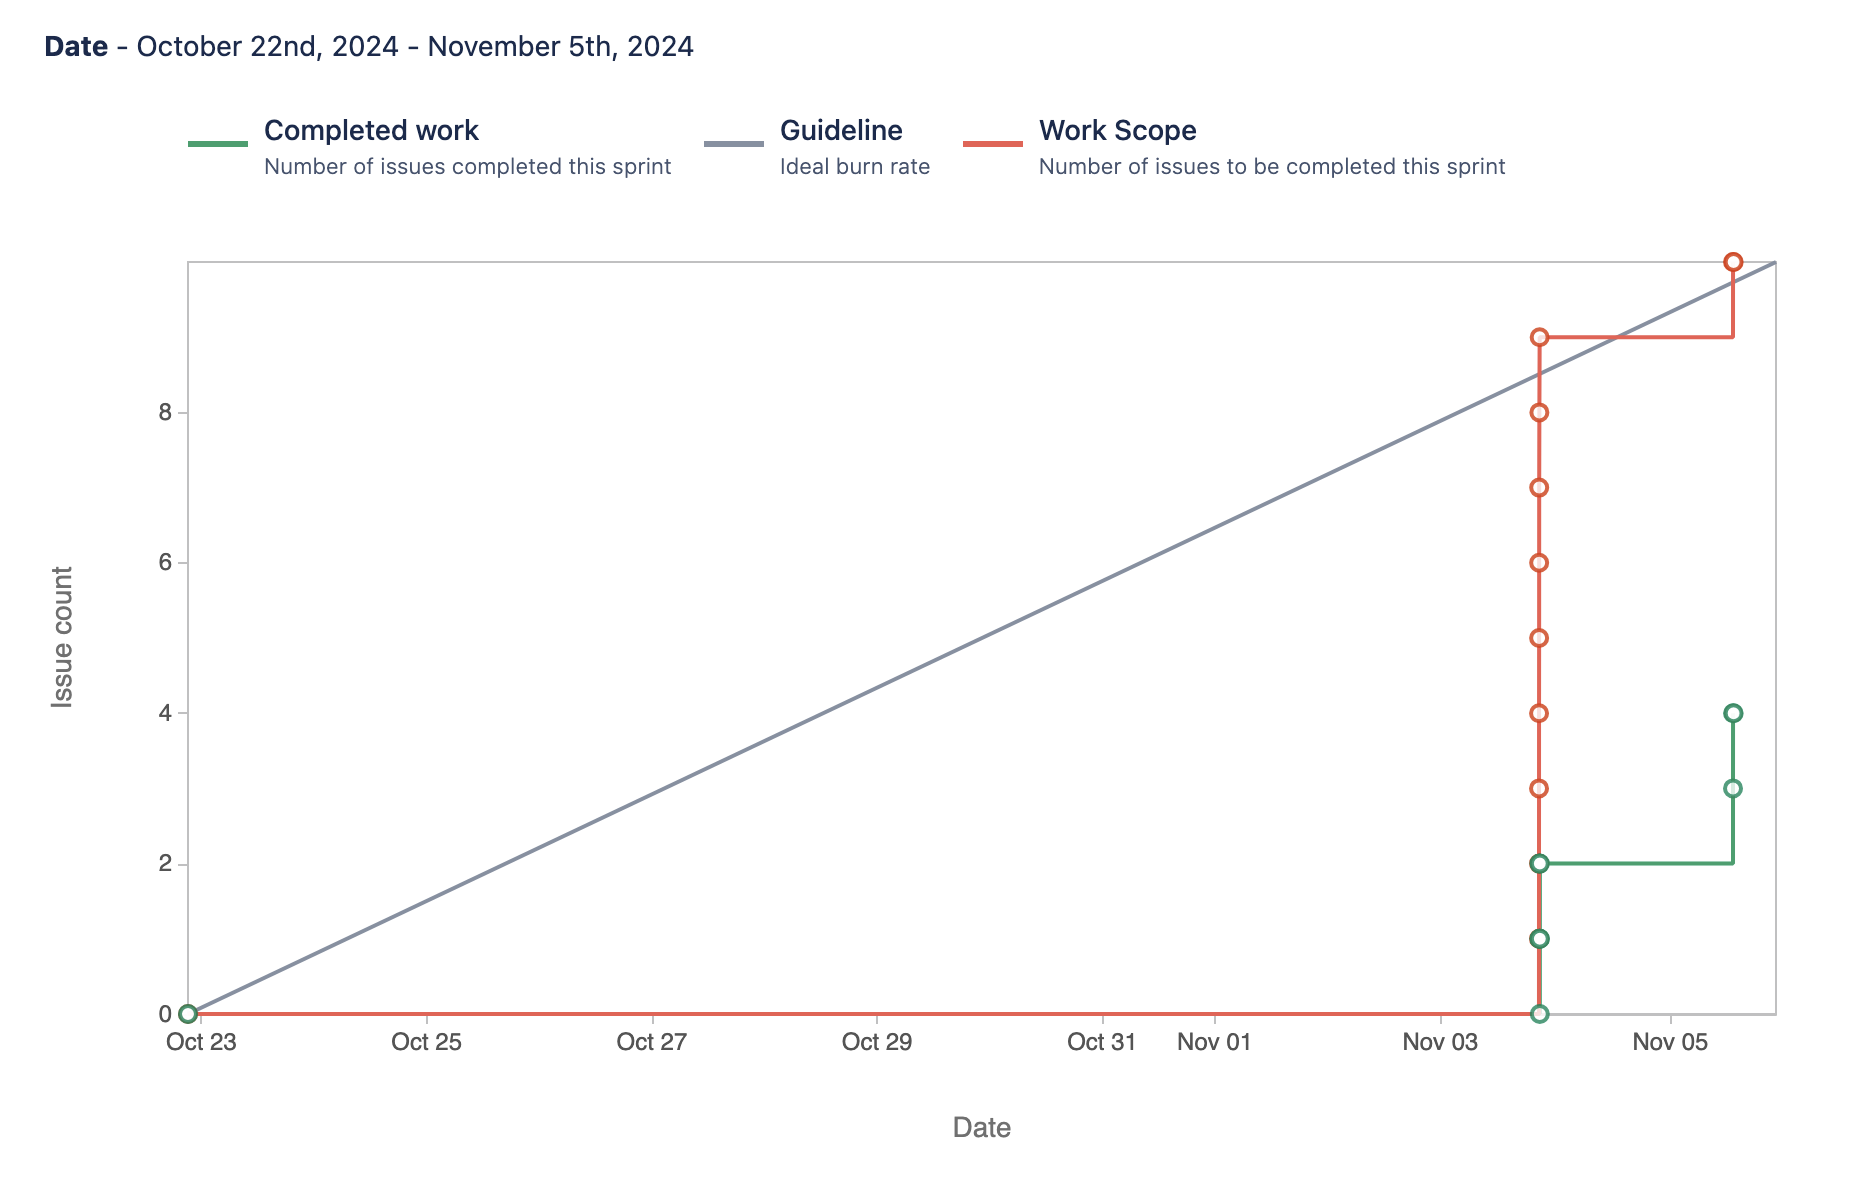 Date - October 22nd, 2024 - November 5th, 2024
Completed work
Number of issues completed this sprint
Guideline
Ideal burn rate
Work Scope
Number of issues to be completed this sprint
Issue count
8
6
4
2
0
Oct 23 Oct 25 Oct 27 Oct 29 Oct 31 Nov 01 Nov 03 Nov 05
Date